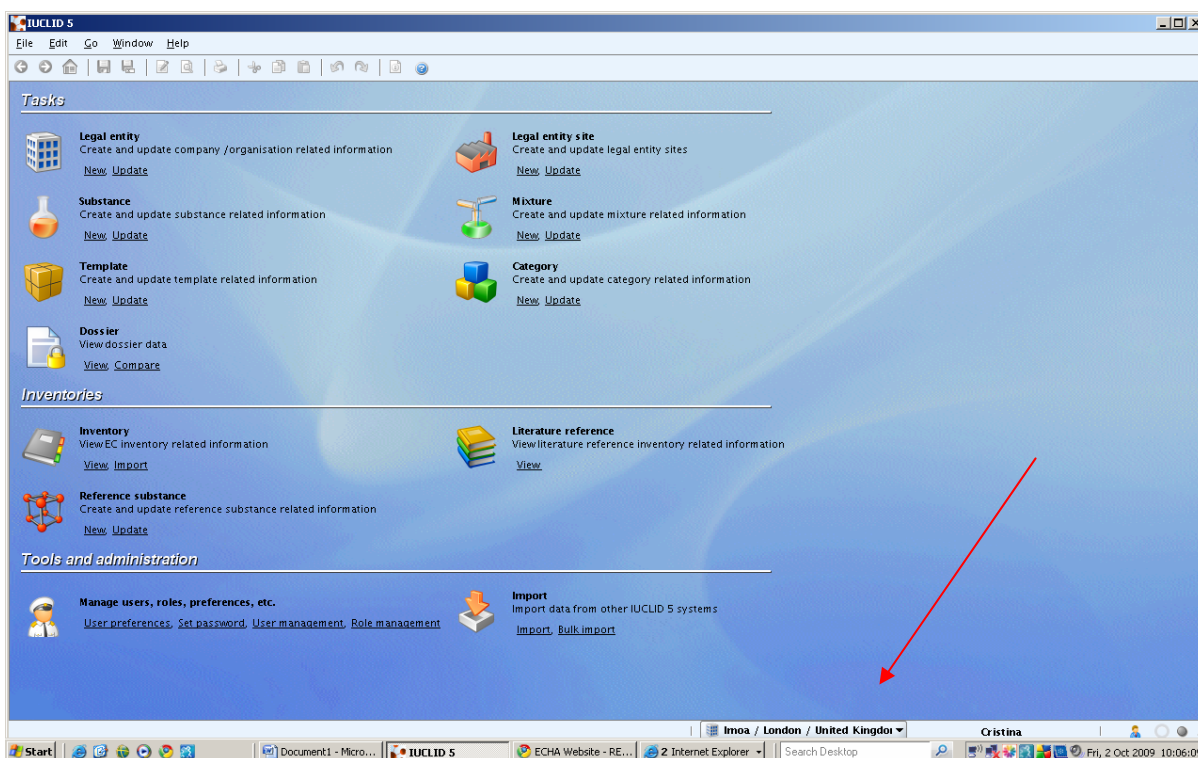 IUCLID 5
File Edit Go Window Help
Tasks
Legal entity
Create and update company /organisation related information
New, Update
Legal entity site
Create and update legal entity sites
New, Update
Substance
Create and update substance related information
New, Update
Mixture
Create and update mixture related information
New, Update
Template
Create and update template related information
New, Update
Category
Create and update category related information
New, Update
Dossier
View dossier data
View, Compare
Inventories
Inventory
View EC inventory related information
View, Import
Literature reference
View literature reference inventory related information
View
Reference substance
Create and update reference substance related information
New, Update
Tools and administration
Manage users, roles, preferences, etc.
User preferences, Set password, User management, Role management
Import
Import data from other IUCLID 5 systems
Import, Bulk import
Imoa / London / United Kingdom
Cristina
Start Document1 - Micro... IUCLID 5 ECHA Website - RE... 2 Internet Explorer Search Desktop Fri, 2 Oct 2009 10:06:09